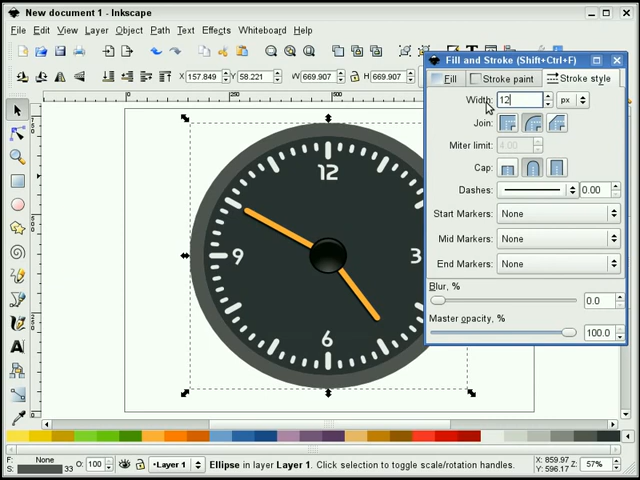 New document 1 - Inkscape
File Edit View Layer Object Path Text Effects Whiteboard Help
X 157.849 Y 58.221 W 669.907 H 669.907
Fill and Stroke (Shift+Ctrl+F)
Fill Stroke paint Stroke style
Width: 12 px
Join:
Miter limit: 4.00
Cap:
Dashes: 0.00
Start Markers: None
Mid Markers: None
End Markers: None
Blur, %
0.0
Master opacity, %
100.0
12
9 3
6
F: None
S: 33 O: 100 •Layer 1 Ellipse in layer Layer 1. Click selection to toggle scale/rotation handles. X: 859.97 Y: 596.17 Z: 57%